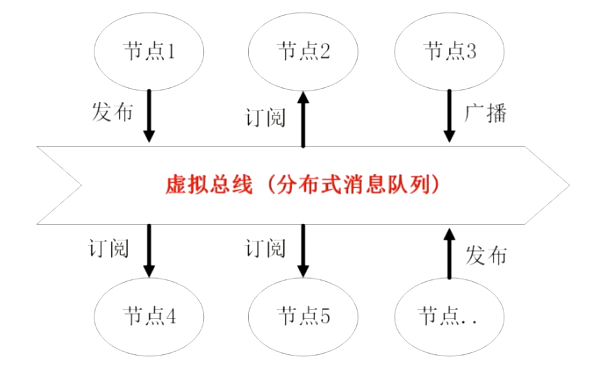 节点1
节点2
节点3
发布
订阅
广播
虚拟总线 (分布式消息队列)
订阅
订阅
发布
节点4
节点5
节点..